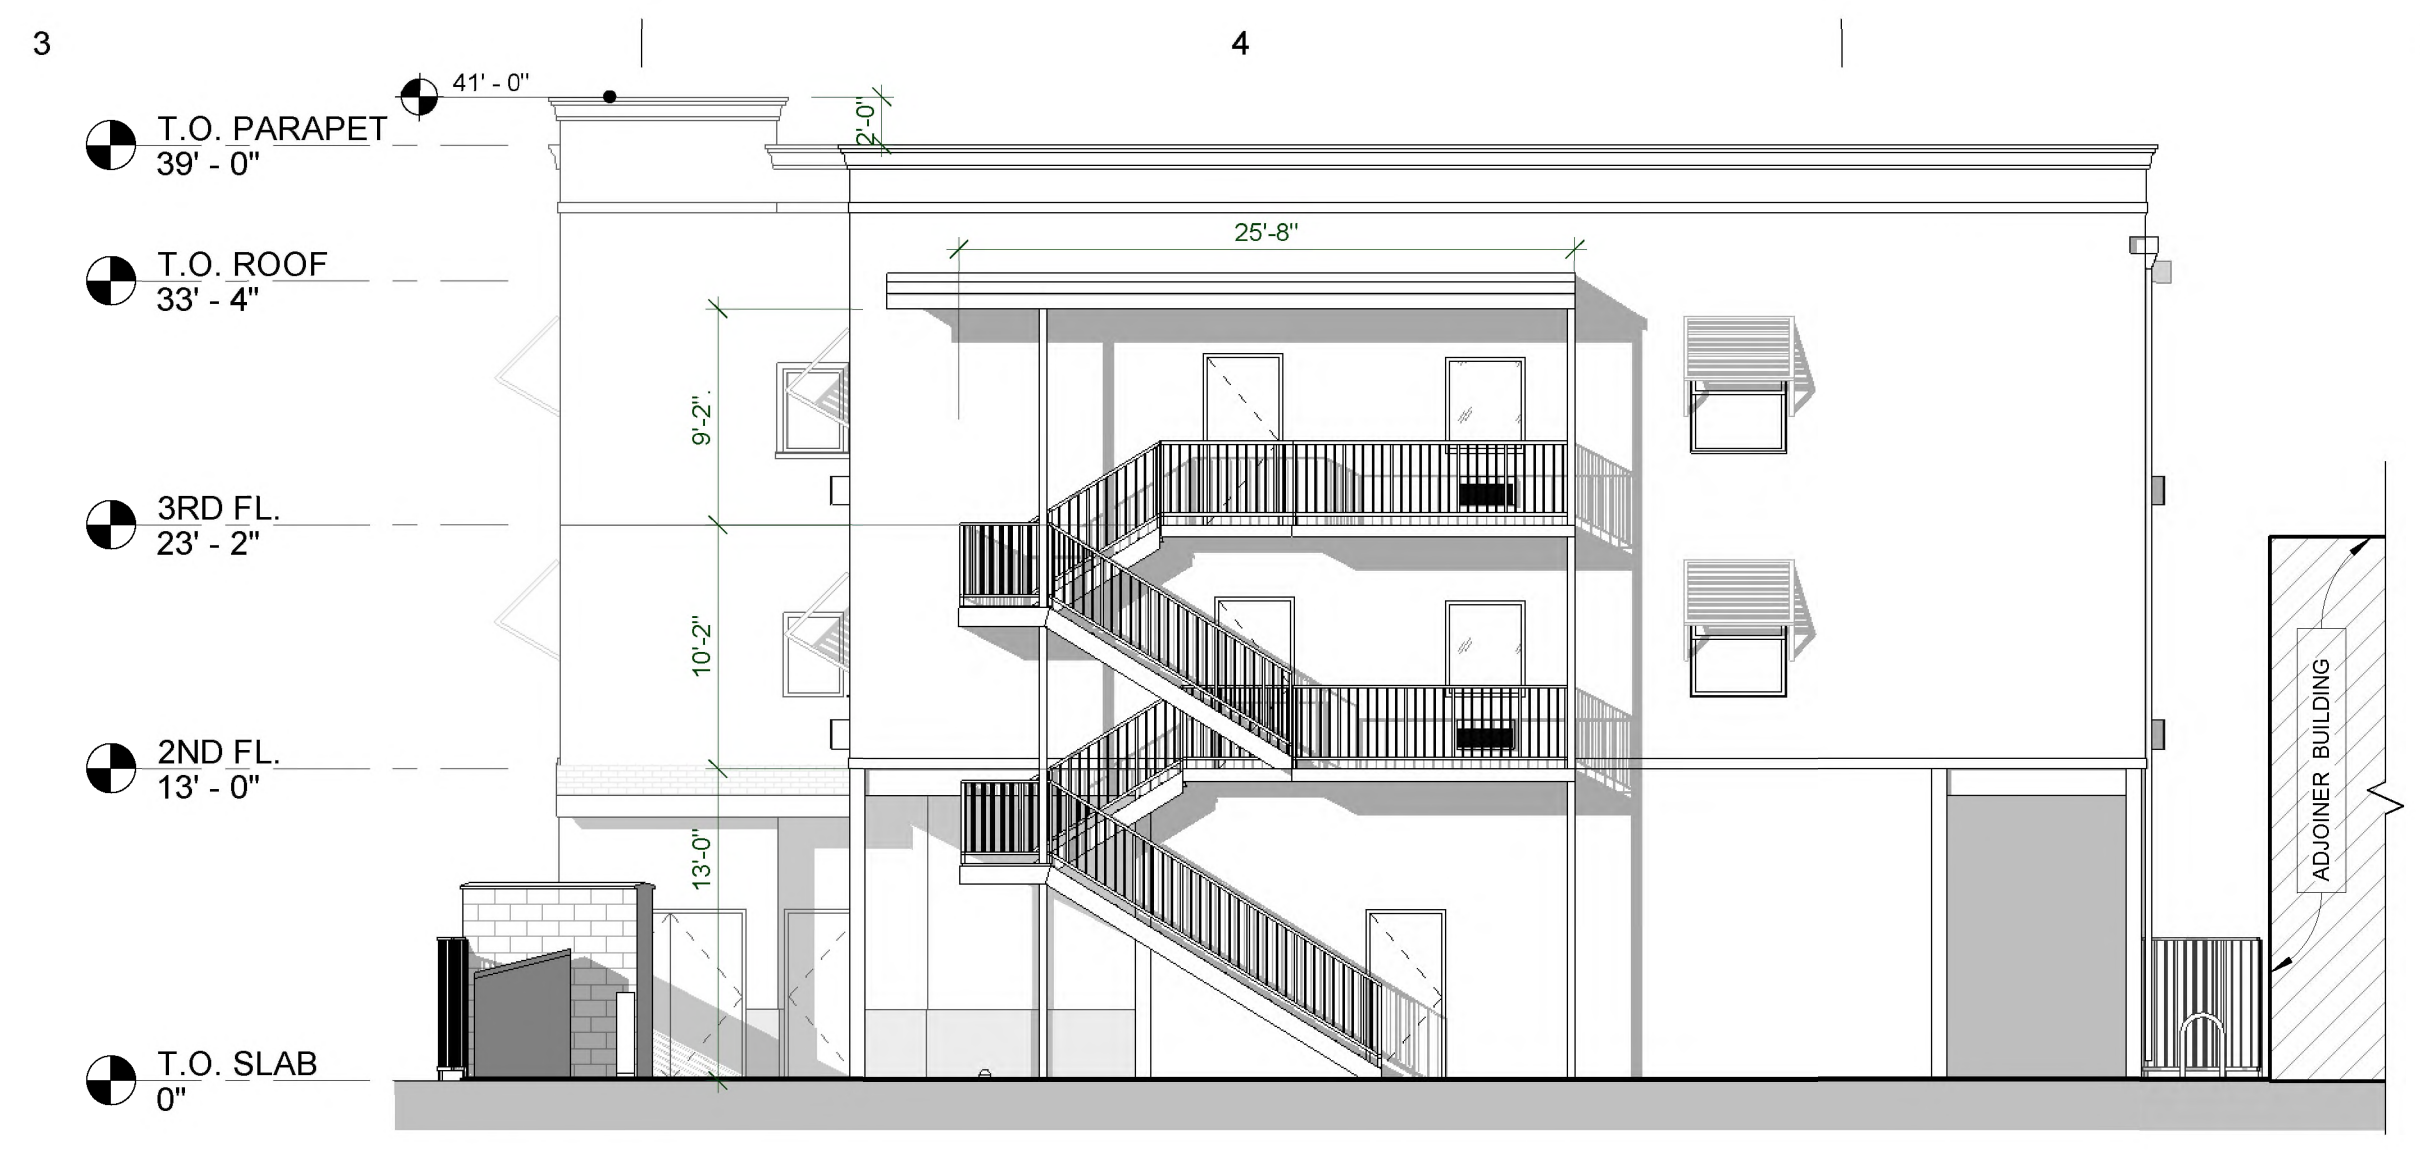 3
4
41' - 0"
2'-0"
T.O. PARAPET
39' - 0"
25'-8"
T.O. ROOF
33' - 4"
9'-2".
3RD FL.
23' - 2"
10'-2"
2ND FL.
13' - 0"
13'-0"
ADJOINER BUILDING
T.O. SLAB
0"